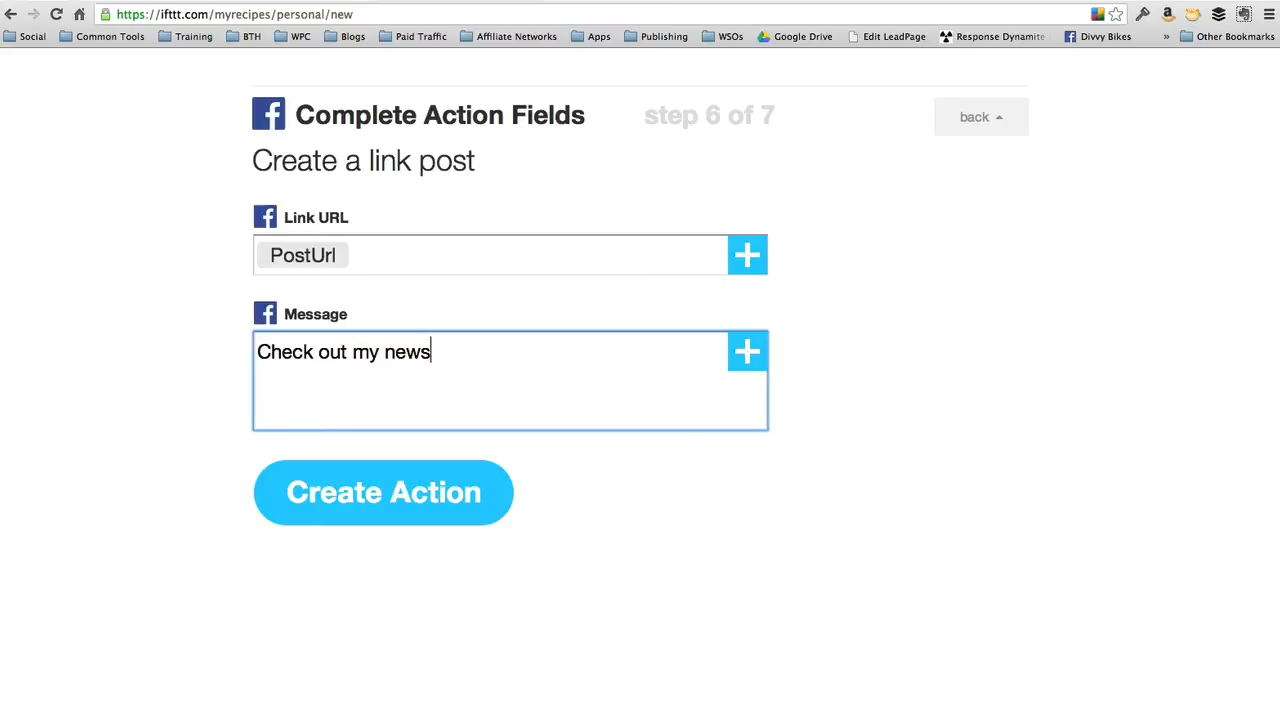 https://ifttt.com/myrecipes/personal/new
Social Common Tools Training BTH WPC Blogs Paid Traffic Affiliate Networks Apps Publishing WSOs Google Drive Edit LeadPage Response Dynamite Divvy Bikes » Other Bookmarks
Complete Action Fields step 6 of 7 back
Create a link post
Link URL
PostUrl
Message
Check out my news
Create Action